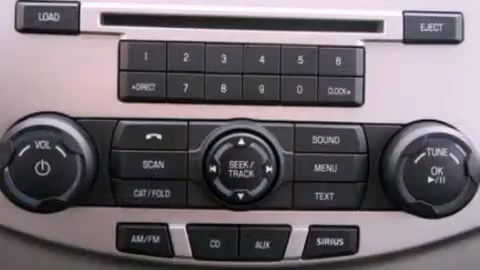 LOAD
EJECT
1 2 3 4 5 6
•DIRECT 7 8 9 0 CLOCK•
VOL
SCAN
CAT/FOLD
SEEK/
TRACK
SOUND
MENU
TEXT
TUNE
OK
►/II
AM/FM
CD
AUX
SIRIUS